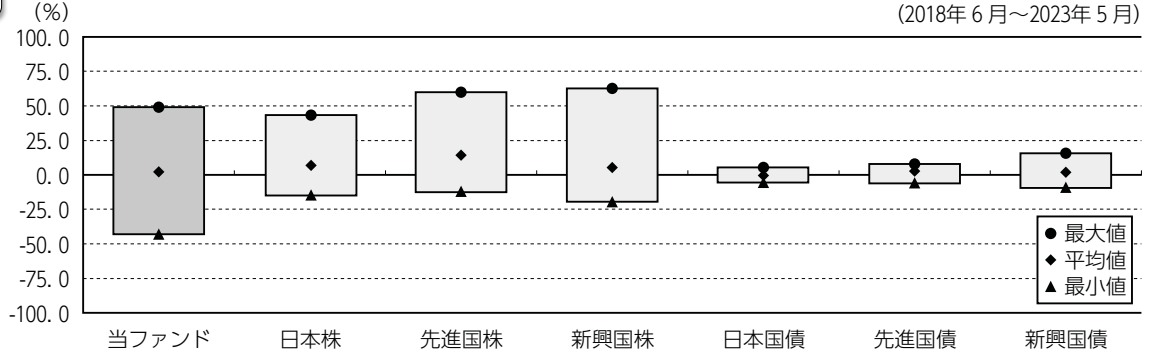 (%)
(2018年6月～2023年5月)
100.0
75.0
50.0
25.0
0.0
-25.0
-50.0
-75.0
-100.0
● 最大値
◆ 平均値
▲ 最小値
当ファンド 日本株 先進国株 新興国株 日本国債 先進国債 新興国債